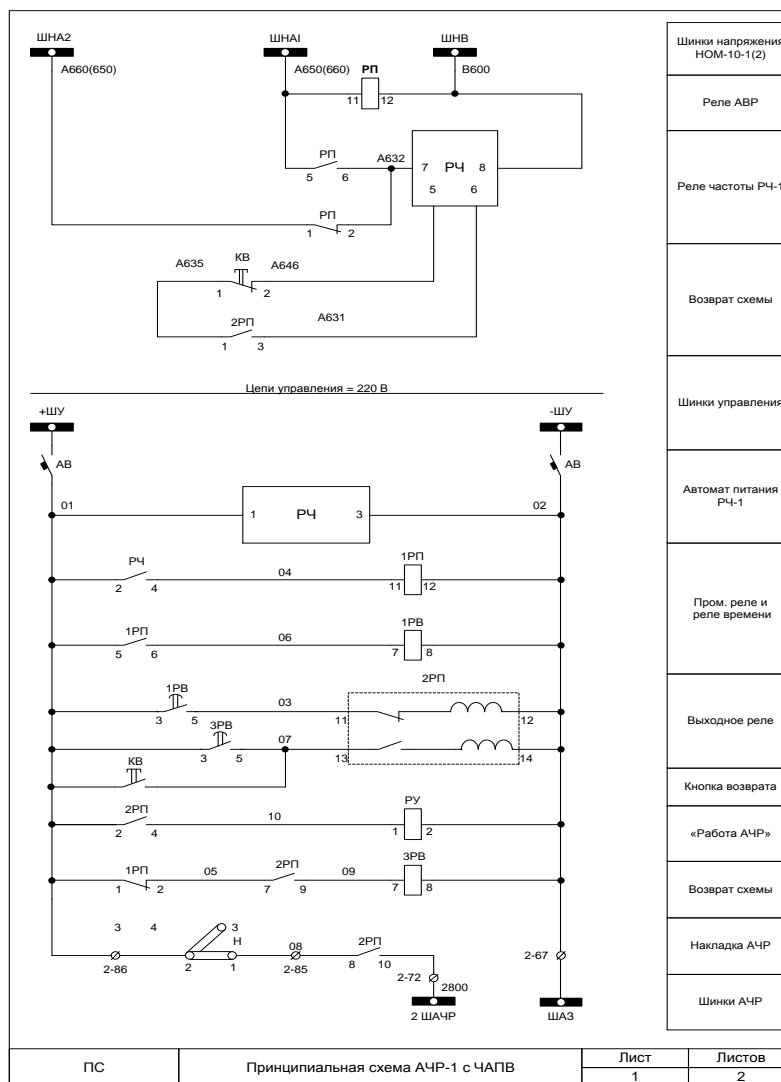 ШНА2 ШНАІ ШНВ
А660(650) А650(660) РП В600
11 12
РП А632
5 6
7 РЧ 8
5 6
РП
1 2
А635 КВ А646
1 2
2РП А631
1 3
Цепи управления = 220 В
+ШУ -ШУ
АВ АВ
01 1 РЧ 3 02
РЧ 04 1РП
2 4 11 12
1РП 06 1РВ
5 6 7 8
2РП
1РВ 03
3 5 11 12
3РВ 07
3 5 13 14
КВ
2РП 10 РУ
2 4 1 2
1РП 05 2РП 09 3РВ
1 2 7 9 7 8
3 4
3
Н 08 2РП
2-86 2 1 2-85 8 10 2-67
2-72 2800
2 ШАЧР ШАЗ
Шинки напряжения
НОМ-10-1(2)
Реле АВР
Реле частоты РЧ-1
Возврат схемы
Шинки управления
Автомат питания
РЧ-1
Пром. реле и
реле времени
Выходное реле
Кнопка возврата
«Работа АЧР»
Возврат схемы
Накладка АЧР
Шинки АЧР
ПС Принципиальная схема АЧР-1 с ЧАПВ Лист Листов
1 2